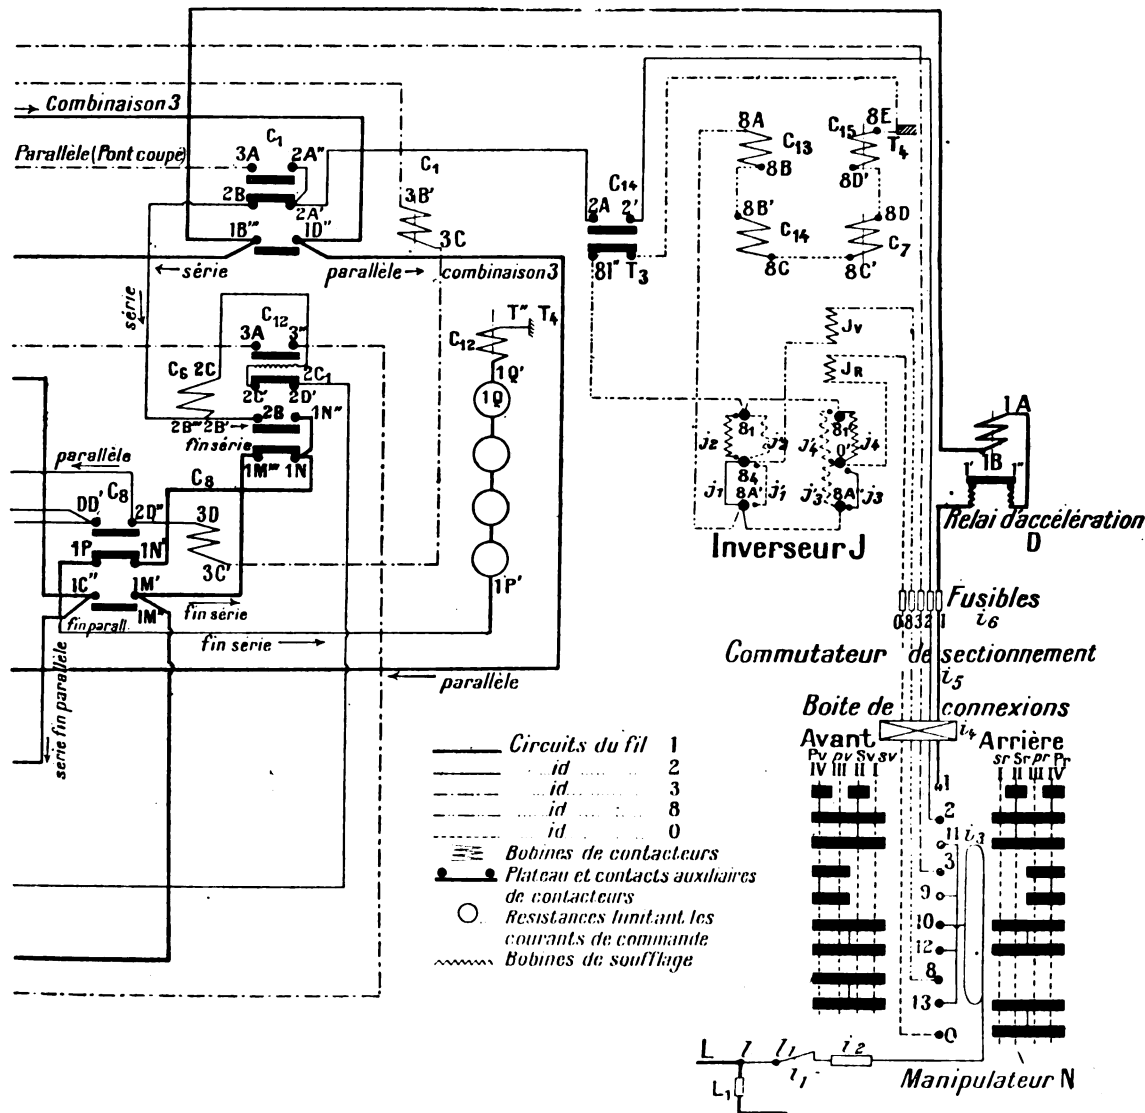 Combinaison 3
C1
Parallèle (Pont coupé)
3A 2A"
2B 2A'
1B''' 1D"
série
parallèle
combinaison 3
C1
3B'
3C
série
C12
3A 3"
C6 2C
2C' 2D' 2C1
2B''' 2B'
2B 1N"
fin série
1M''' 1N
T" T4
C12
1Q'
1Q
1P'
parallèle
C8
C8
DD' 2D"
3D
3C'
1P 1N'
1C" 1M'
1M"
fin parall.
fin série
fin série
parallèle
série fin parallèle
C14
2A 2'
81" T3
8A
C13
8B
8B'
C14
8C
C15 8E
T4
8D'
8D
C7
8C'
JV
JR
j2 81 j'2
j'4 81 j4
0'
84
j1 8A' j'1
j'3 8A" j3
Inverseur J
1A
1B
1' 1"
Relai d'accélération
D
Fusibles
i6
0 8 3 2 1
Commutateur de sectionnement
i5
Boite de connexions
i4
Avant Arrière
Pv pv Sv sv
IV III II I
sr Sr pr Pr
I II III IV
1
2
11
i3
3
9
10
12
8
13
0
Circuits du fil 1
id 2
id 3
id 8
id 0
Bobines de contacteurs
Plateau et contacts auxiliaires
de contacteurs
Résistances limitant les
courants de commande
Bobines de soufflage
L l l1 i2
l1
L1
Manipulateur N